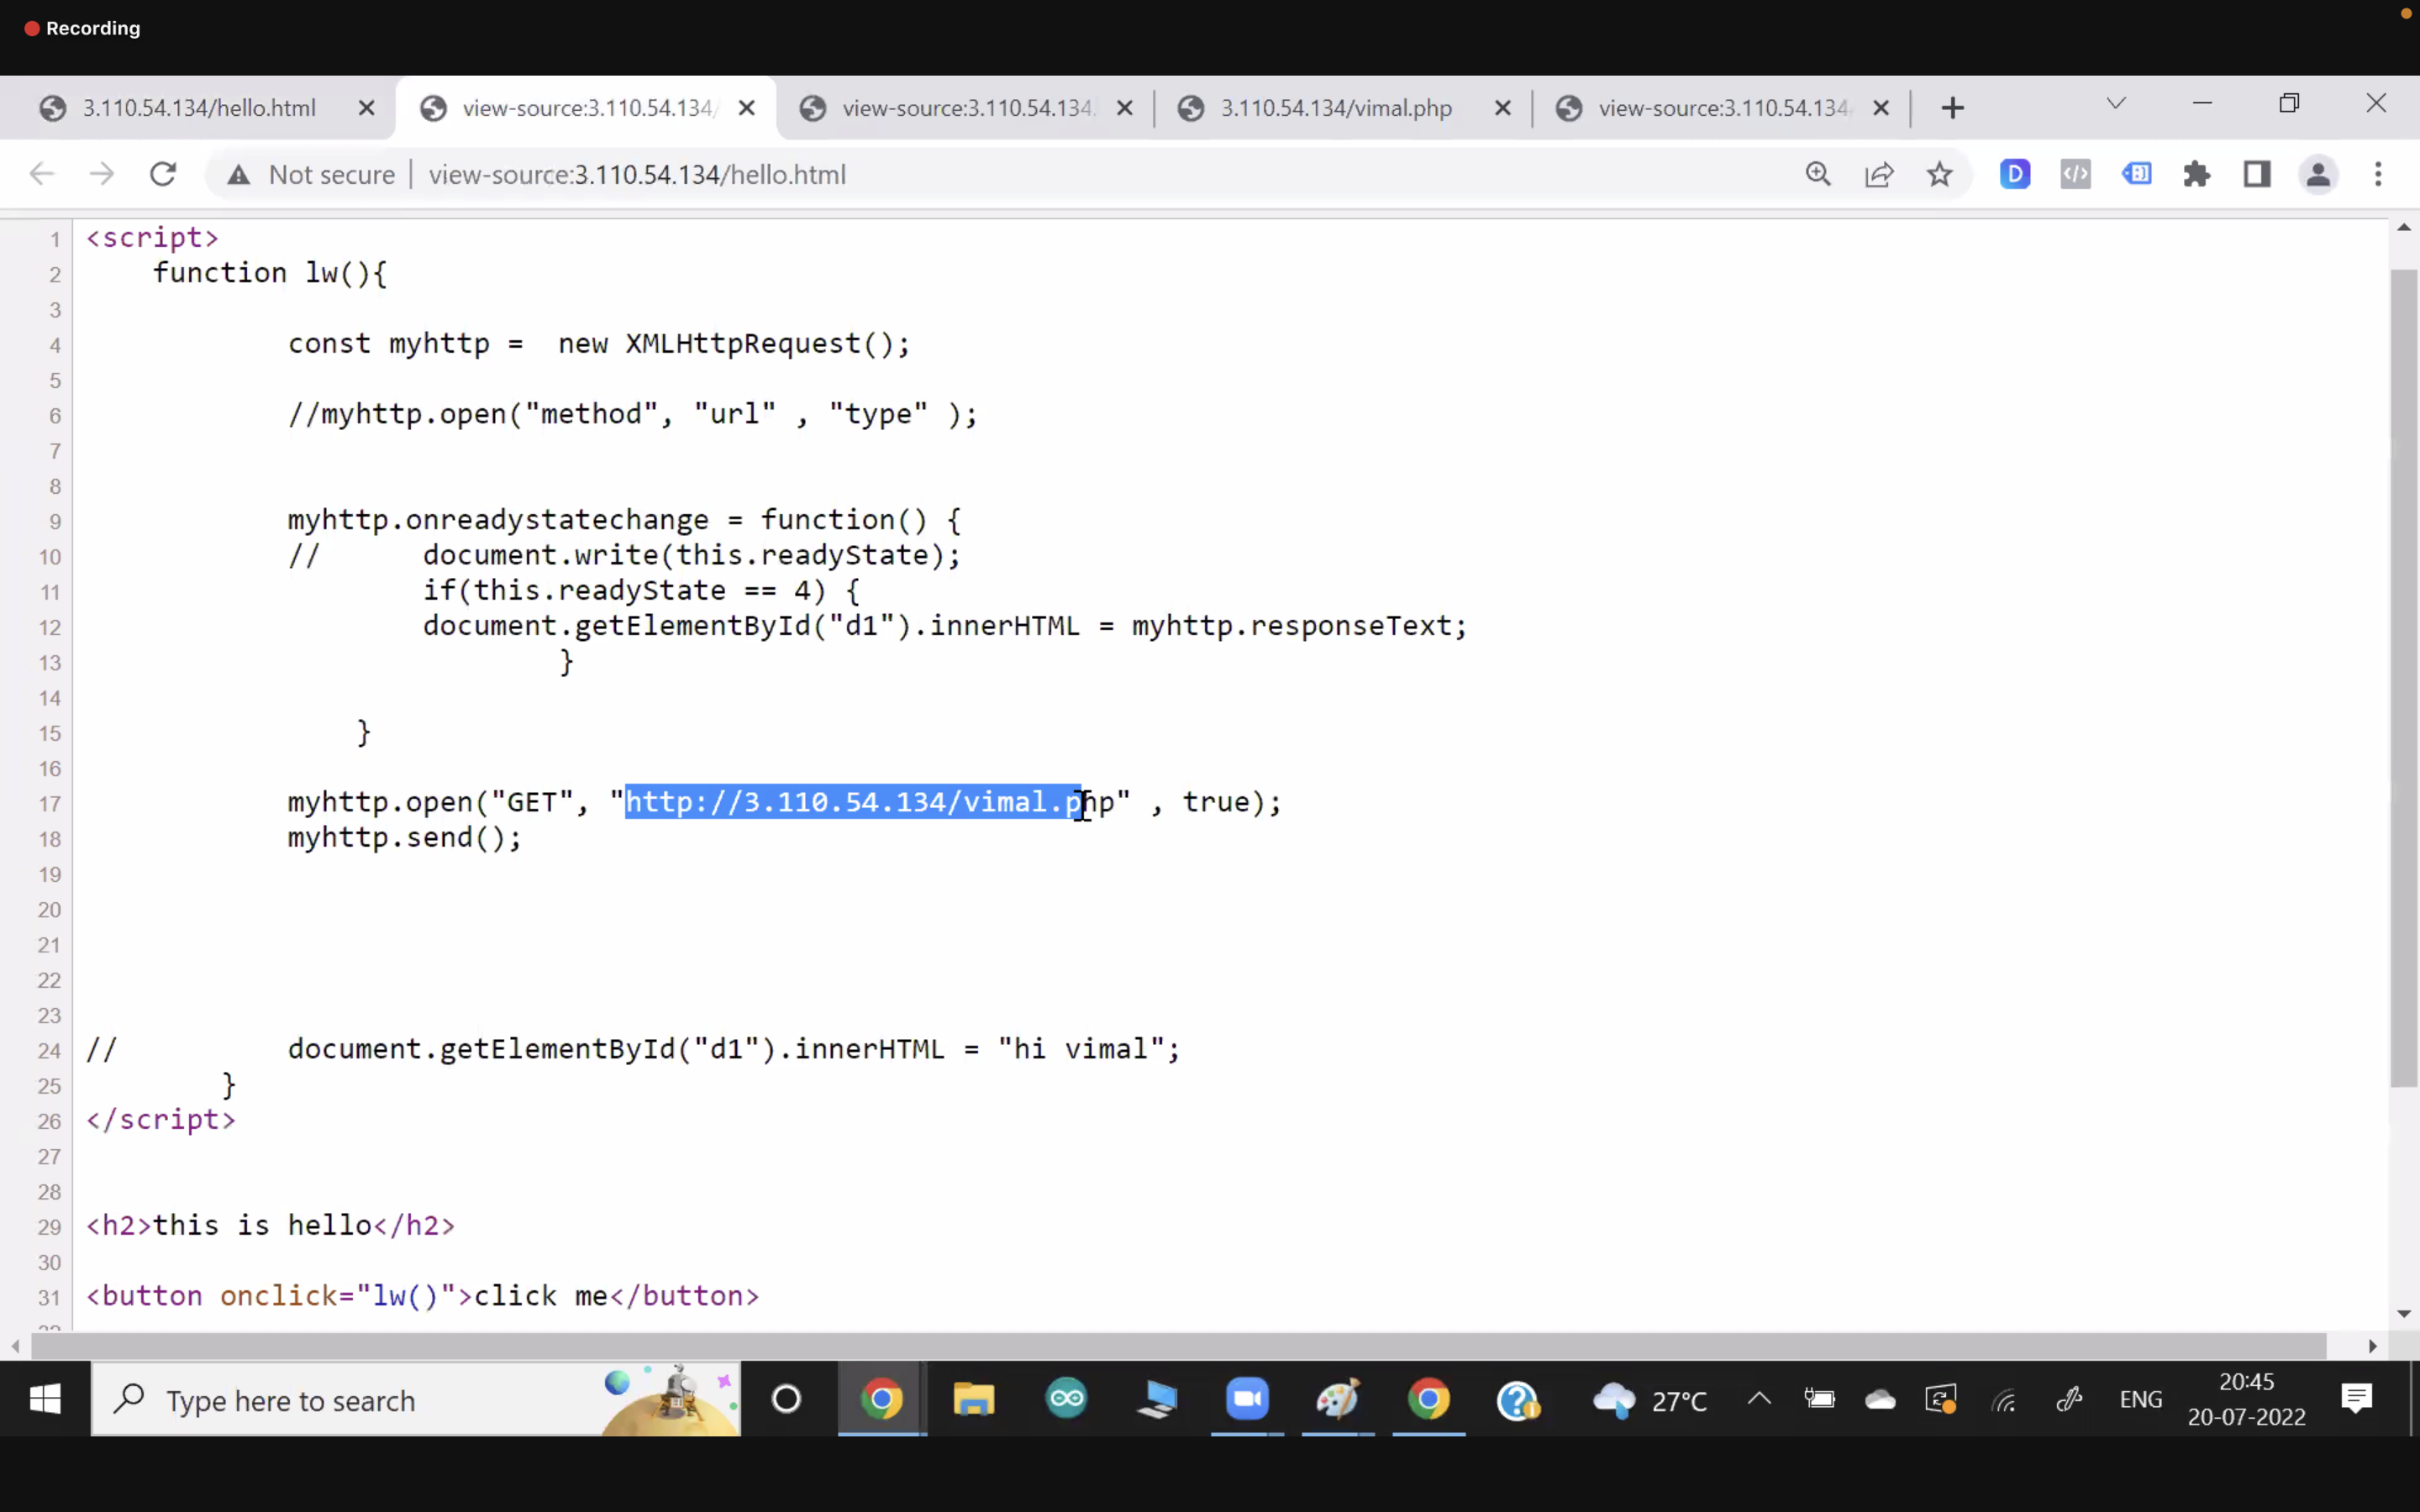 Recording
3.110.54.134/hello.html
view-source:3.110.54.134/
view-source:3.110.54.134
3.110.54.134/vimal.php
view-source:3.110.54.134
Not secure
view-source:3.110.54.134/hello.html
1 <script>
2 function lw(){
3
4 const myhttp = new XMLHttpRequest();
5
6 //myhttp.open("method", "url" , "type" );
7
8
9 myhttp.onreadystatechange = function() {
10 // document.write(this.readyState);
11 if(this.readyState == 4) {
12 document.getElementById("d1").innerHTML = myhttp.responseText;
13 }
14
15 }
16
17 myhttp.open("GET", "http://3.110.54.134/vimal.php" , true);
18 myhttp.send();
19
20
21
22
23
24 // document.getElementById("d1").innerHTML = "hi vimal";
25 }
26 </script>
27
28
29 <h2>this is hello</h2>
30
31 <button onclick="lw()">click me</button>
Type here to search
27°C
ENG
20:45
20-07-2022